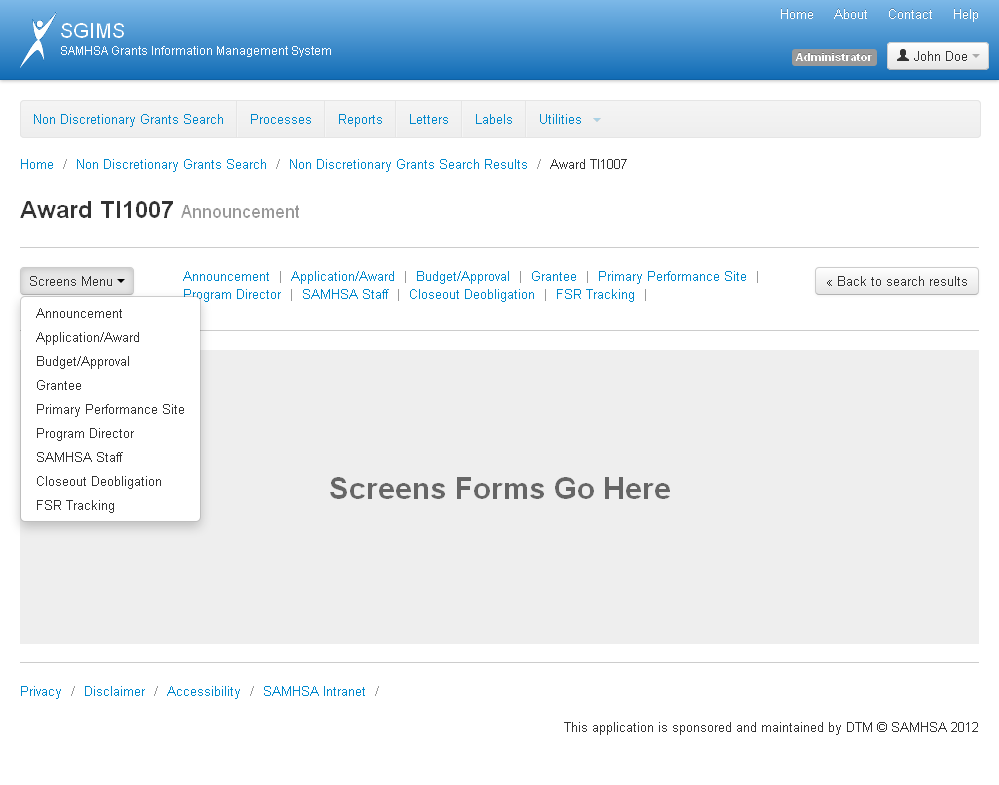 Home About Contact Help
SGIMS
SAMHSA Grants Information Management System
Administrator John Doe
Non Discretionary Grants Search Processes Reports Letters Labels Utilities
Home / Non Discretionary Grants Search / Non Discretionary Grants Search Results / Award TI1007
Award TI1007 Announcement
Screens Menu
Announcement | Application/Award | Budget/Approval | Grantee | Primary Performance Site |
Program Director | SAMHSA Staff | Closeout Deobligation | FSR Tracking |
« Back to search results
Announcement
Application/Award
Budget/Approval
Grantee
Primary Performance Site
Program Director
SAMHSA Staff
Closeout Deobligation
FSR Tracking
Screens Forms Go Here
Privacy / Disclaimer / Accessibility / SAMHSA Intranet /
This application is sponsored and maintained by DTM © SAMHSA 2012